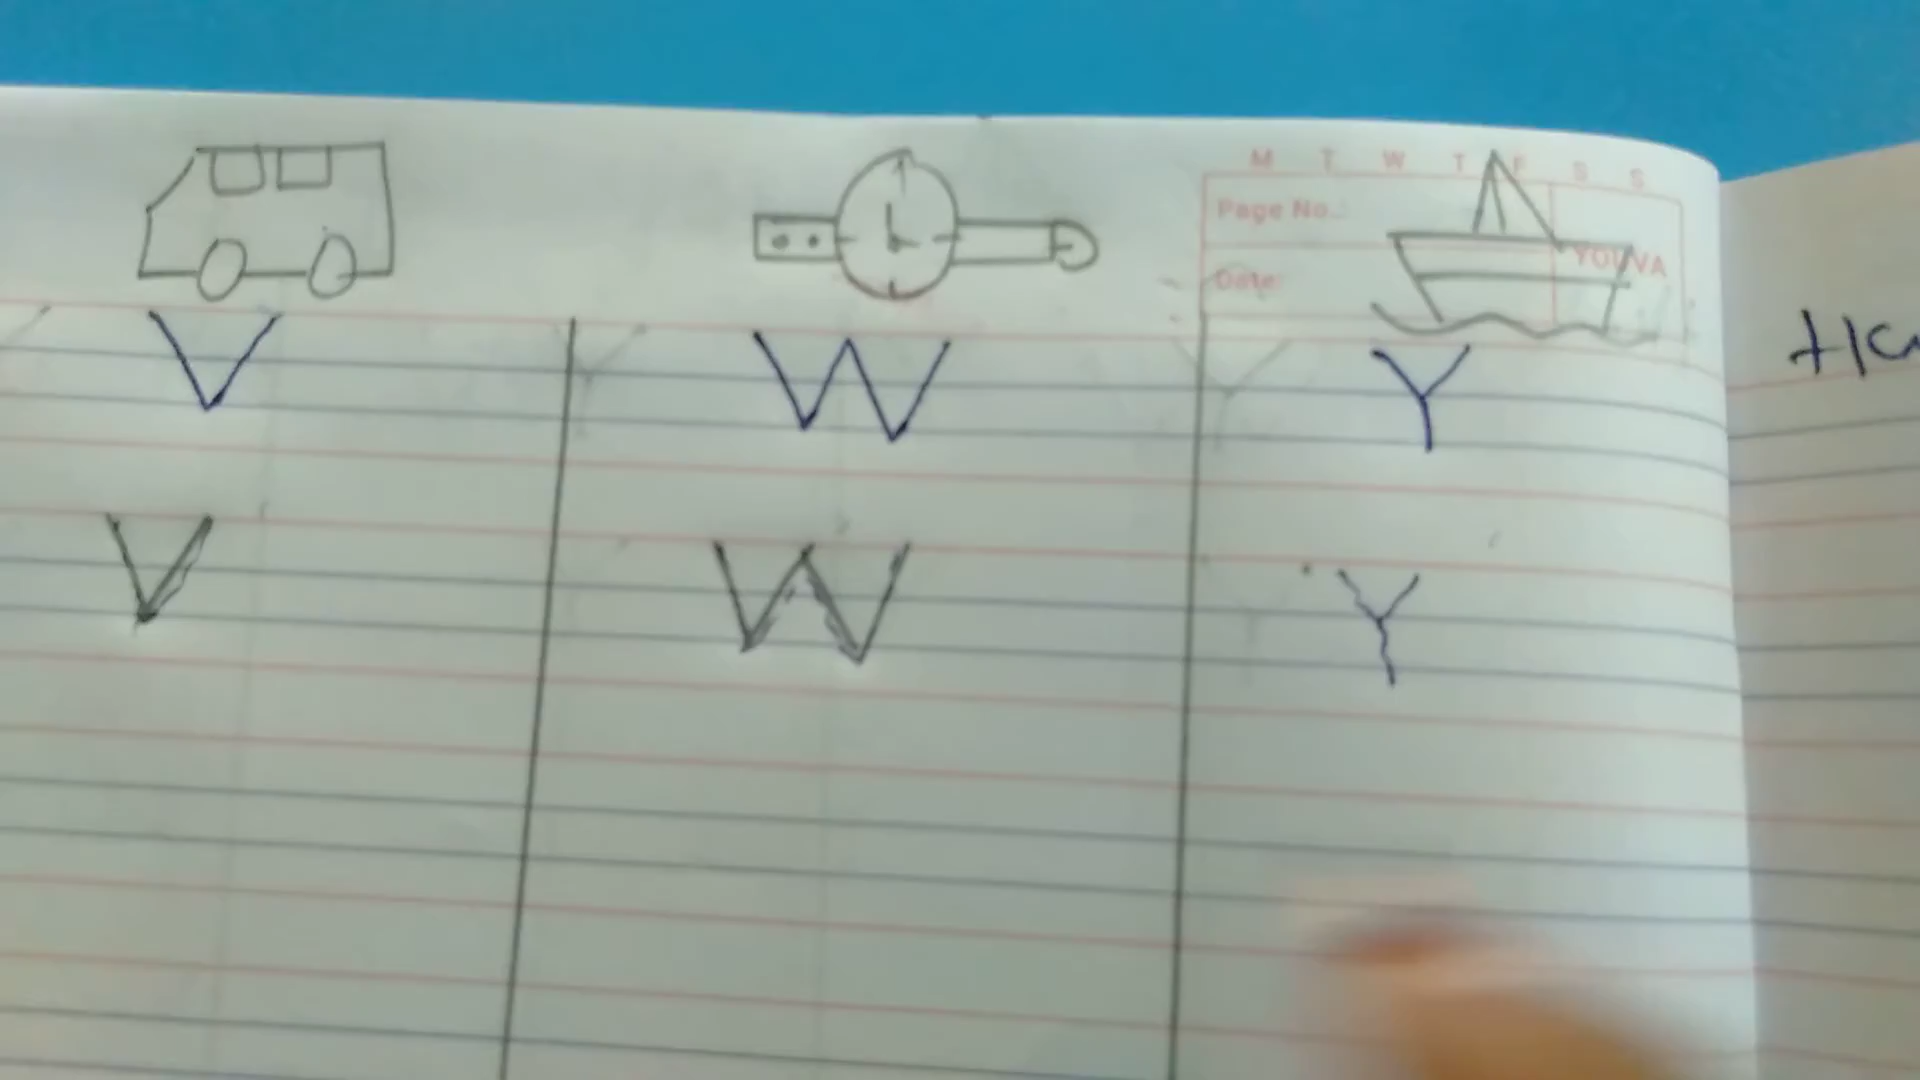 M T W T F S S
Page No.:
YOUVA
Date:
V W Y
V W Y